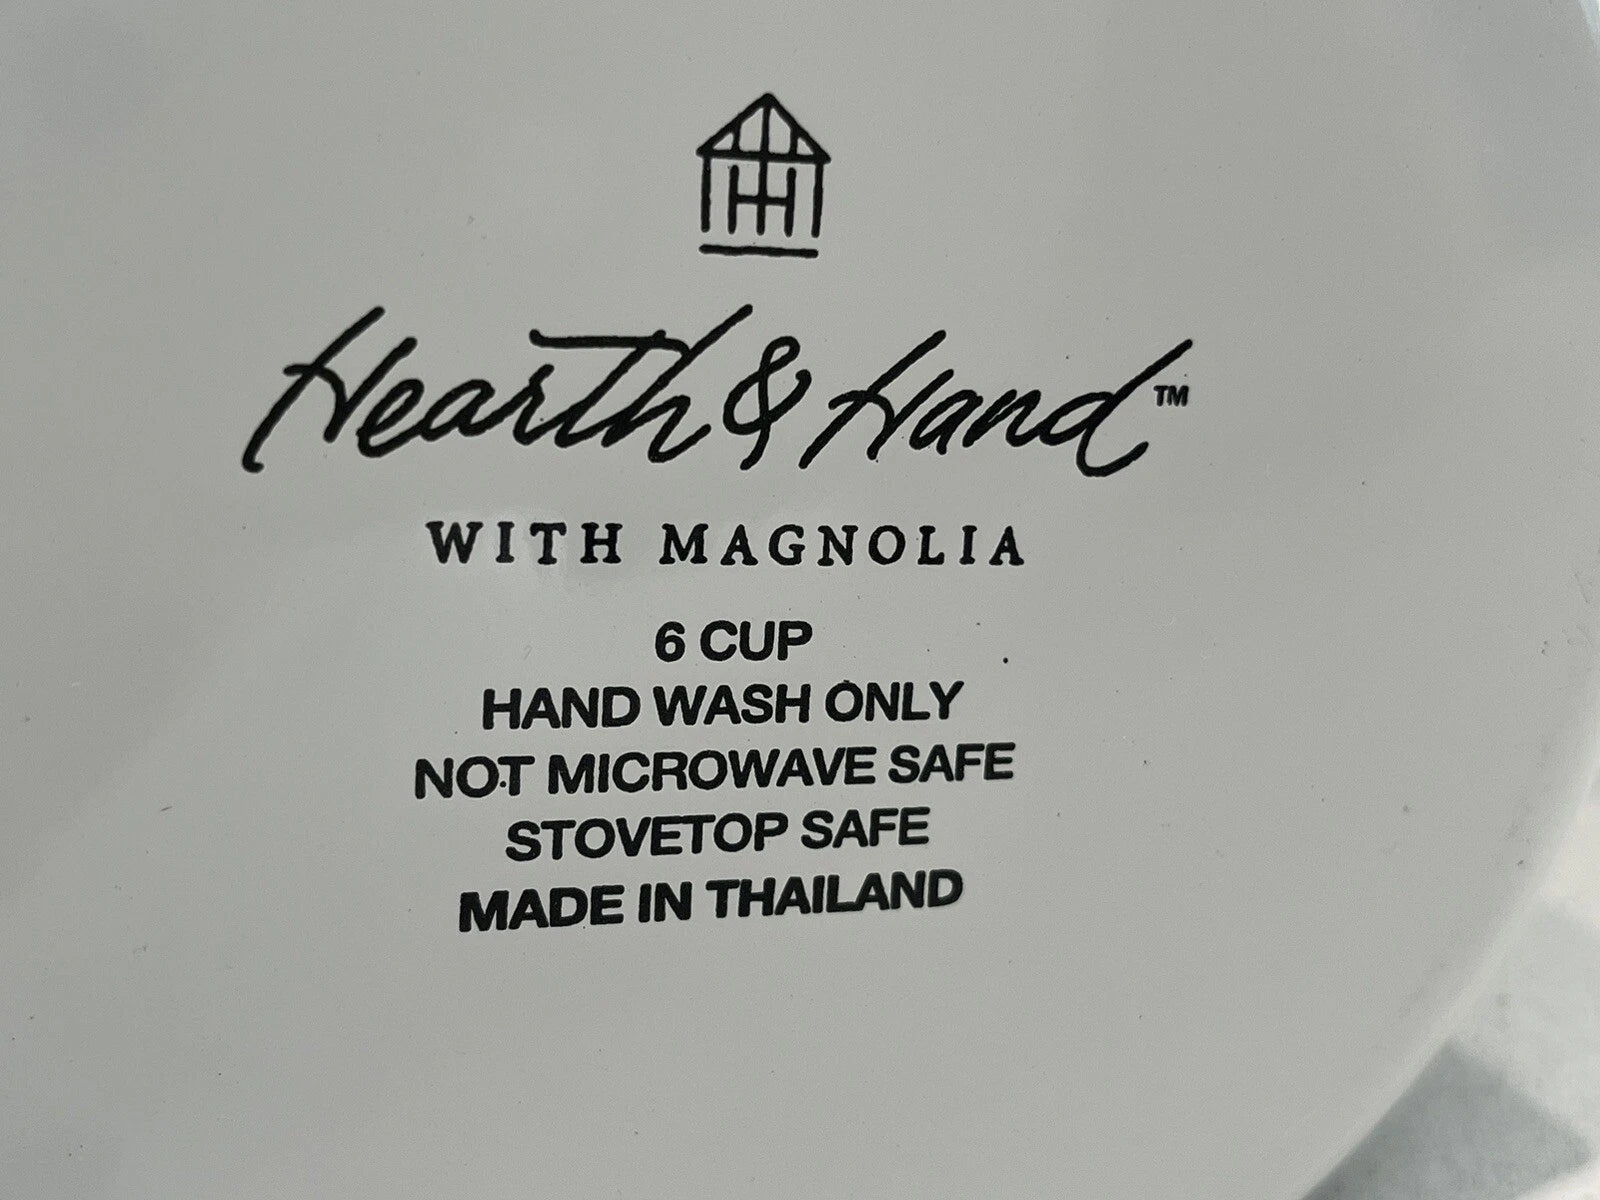 Hearth & Hand™
WITH MAGNOLIA
6 CUP
HAND WASH ONLY
NOT MICROWAVE SAFE
STOVETOP SAFE
MADE IN THAILAND